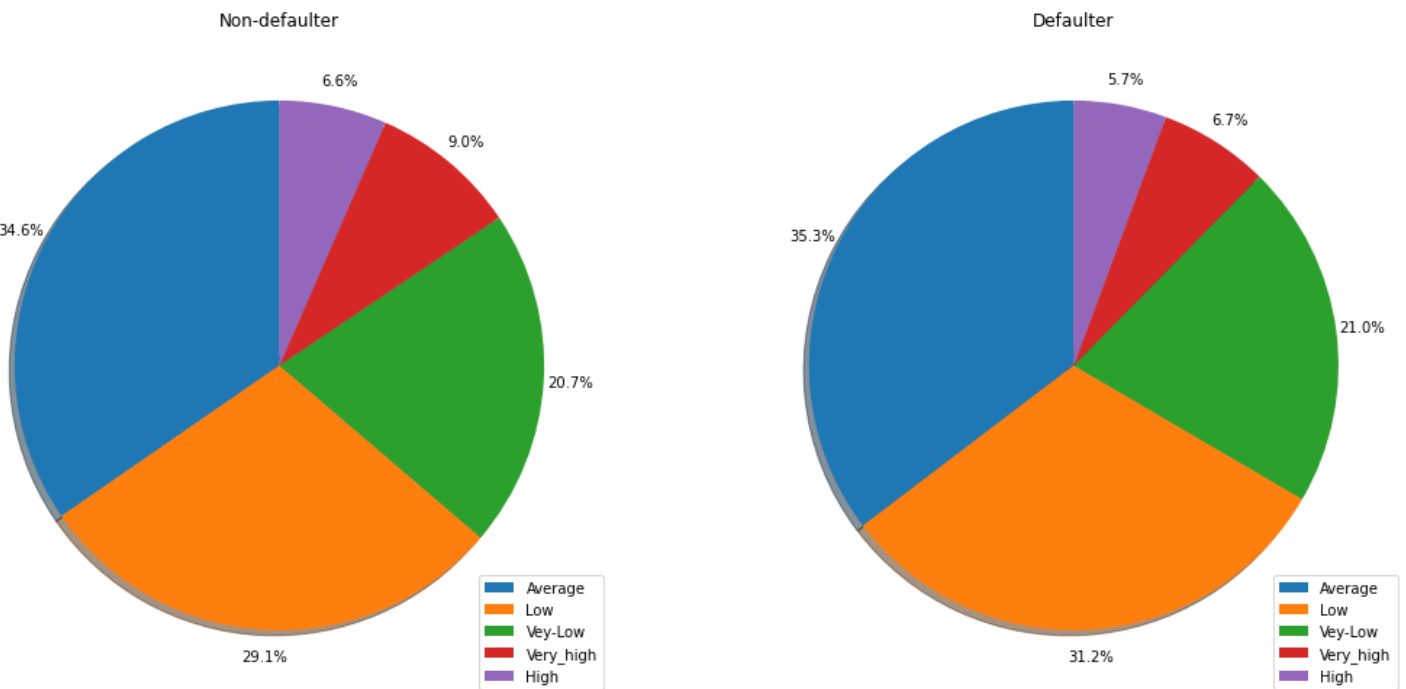 Non-defaulter
6.6%
9.0%
34.6%
20.7%
29.1%
Average
Low
Vey-Low
Very_high
High
Defaulter
5.7%
6.7%
35.3%
21.0%
31.2%
Average
Low
Vey-Low
Very_high
High